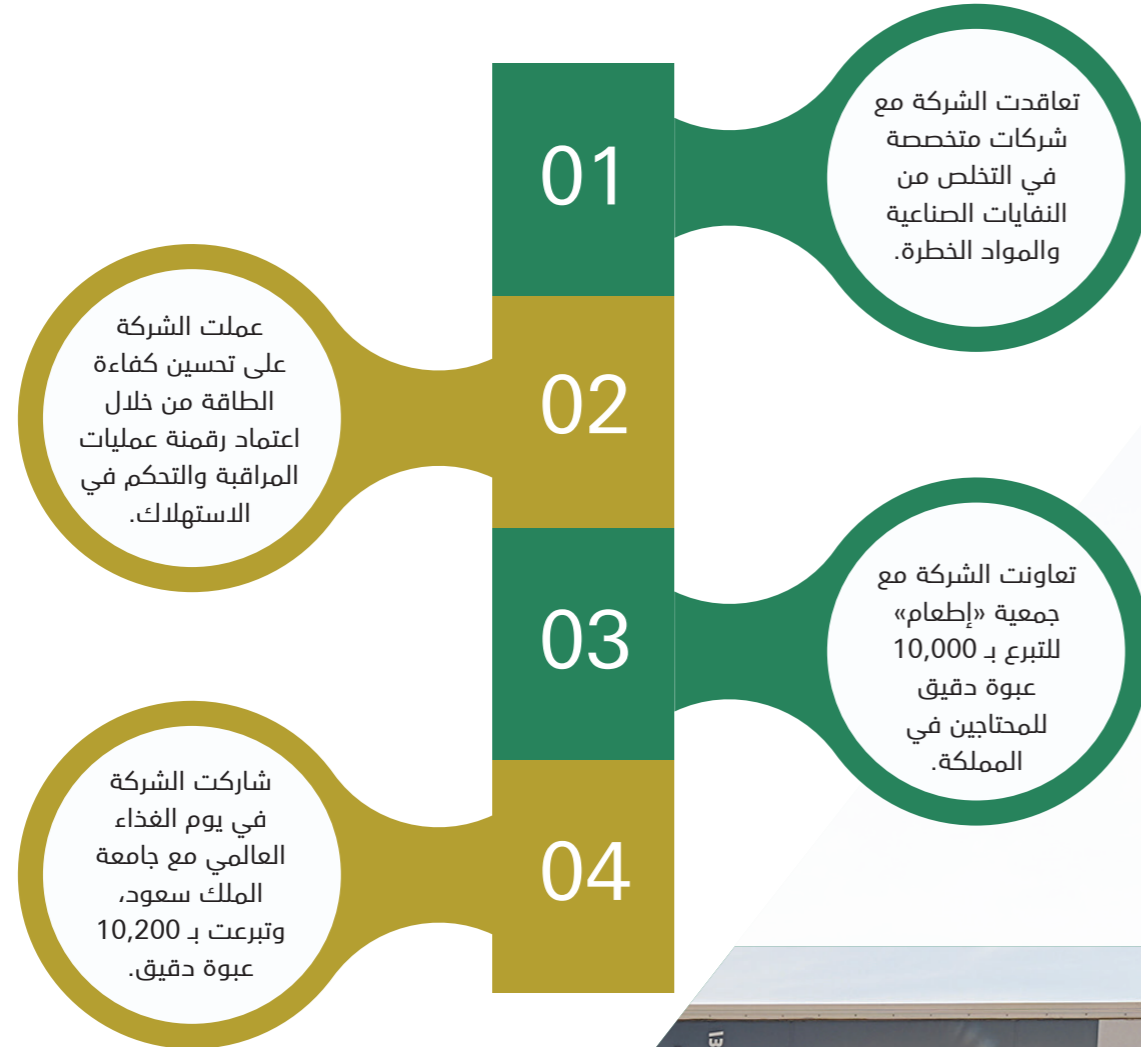 01
تعاقدت الشركة مع
شركات متخصصة
في التخلص من
النفايات الصناعية
والمواد الخطرة.
02
عملت الشركة
على تحسين كفاءة
الطاقة من خلال
اعتماد رقمنة عمليات
المراقبة والتحكم في
الاستهلاك.
03
تعاونت الشركة مع
جمعية «إطعام»
للتبرع بـ 10,000
عبوة دقيق
للمحتاجين في
المملكة.
04
شاركت الشركة
في يوم الغذاء
العالمي مع جامعة
الملك سعود،
وتبرعت بـ 10,200
عبوة دقيق.